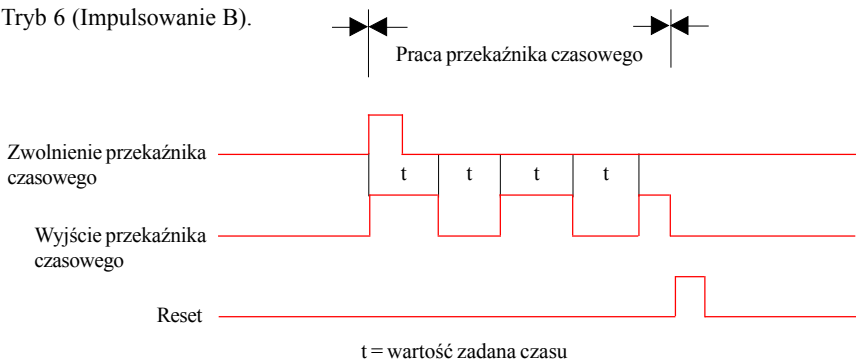 Tryb 6 (Impulsowanie B).
Praca przekaźnika czasowego
Zwolnienie przekaźnika
czasowego
t t t t
Wyjście przekaźnika
czasowego
Reset
t = wartość zadana czasu